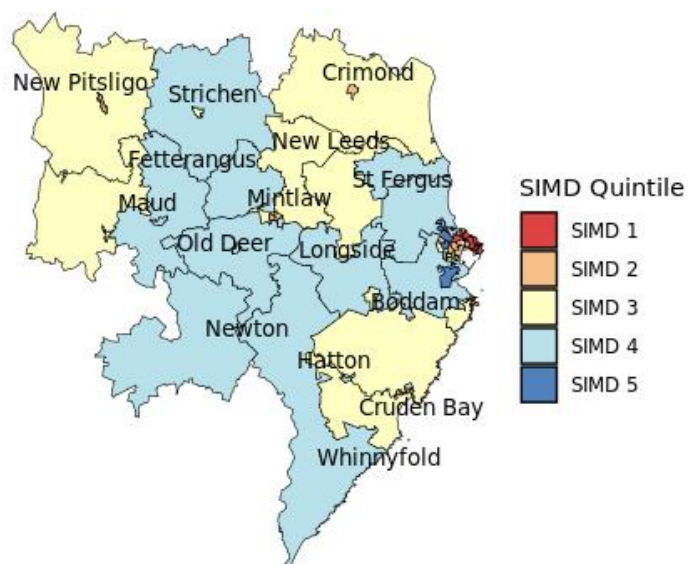 New Pitsligo
Strichen
Crimond
New Leeds
Fetterangus
St Fergus
Maud
Mintlaw
Old Deer
Longside
Boddam
Newton
Hatton
Cruden Bay
Whinnyfold
SIMD Quintile
SIMD 1
SIMD 2
SIMD 3
SIMD 4
SIMD 5